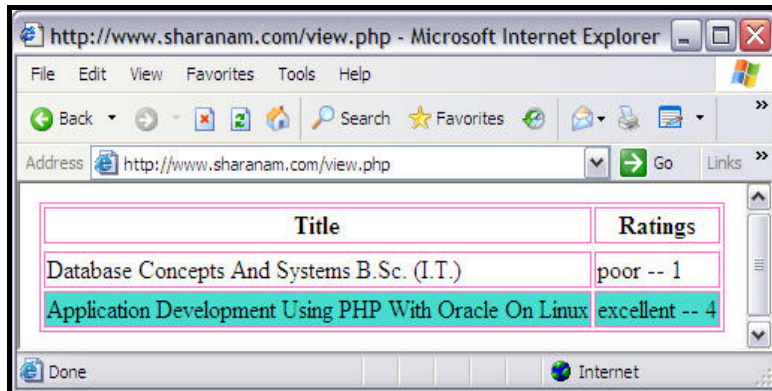 http://www.sharanam.com/view.php - Microsoft Internet Explorer
File Edit View Favorites Tools Help
Back Search Favorites »
Address http://www.sharanam.com/view.php Go Links »
Title Ratings
Database Concepts And Systems B.Sc. (I.T.) poor -- 1
Application Development Using PHP With Oracle On Linux excellent -- 4
Done Internet